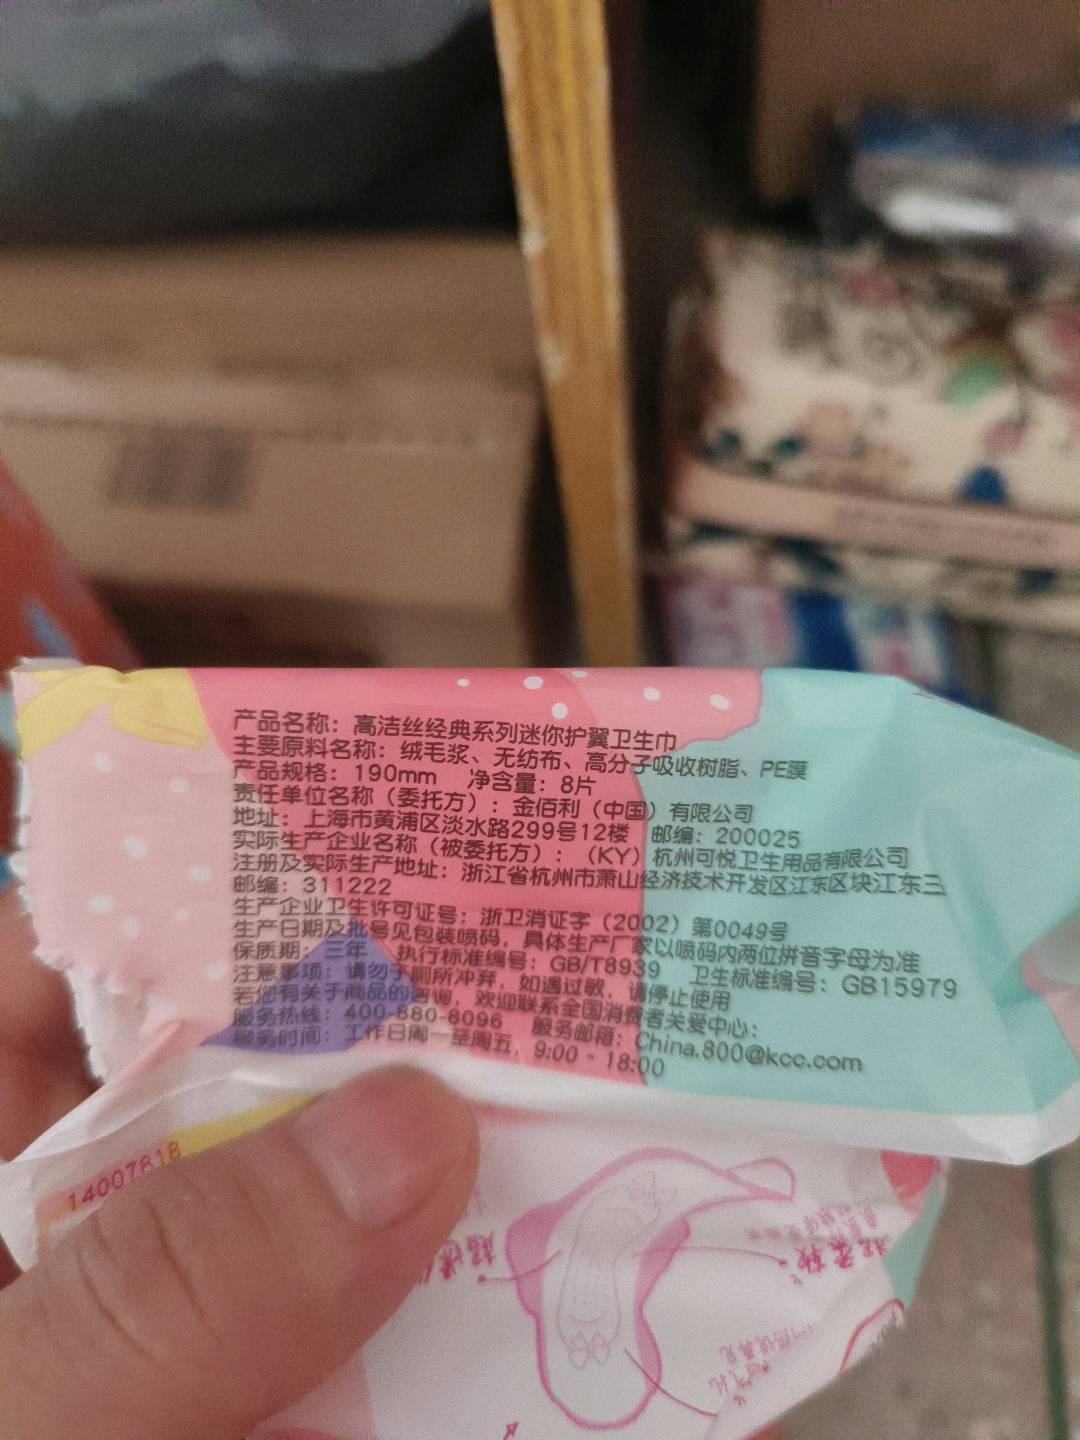 产品名称：高洁丝经典系列迷你护翼卫生巾
主要原料名称：绒毛浆、无纺布、高分子吸收树脂、PE膜
产品规格：190mm 净含量：8片
责任单位名称（委托方）：金佰利（中国）有限公司
地址：上海市黄浦区淡水路299号12楼 邮编：200025
实际生产企业名称（被委托方）：（KY）杭州可悦卫生用品有限公司
注册及实际生产地址：浙江省杭州市萧山经济技术开发区江东区块江东三
邮编：311222
生产企业卫生许可证号：浙卫消证字（2002）第0049号
生产日期及批号见包装喷码，具体生产厂家以喷码内两位拼音字母为准
保质期：三年 执行标准编号：GB/T8939 卫生标准编号：GB15979
注意事项：请勿于厕所冲弃，如遇过敏，请停止使用
若您有关于商品的咨询，欢迎联系全国消费者关爱中心：
服务热线：400-880-8096 服务邮箱：China.800@kcc.com
服务时间：工作日周一至周五，9:00 - 18:00
14007818
超柔软